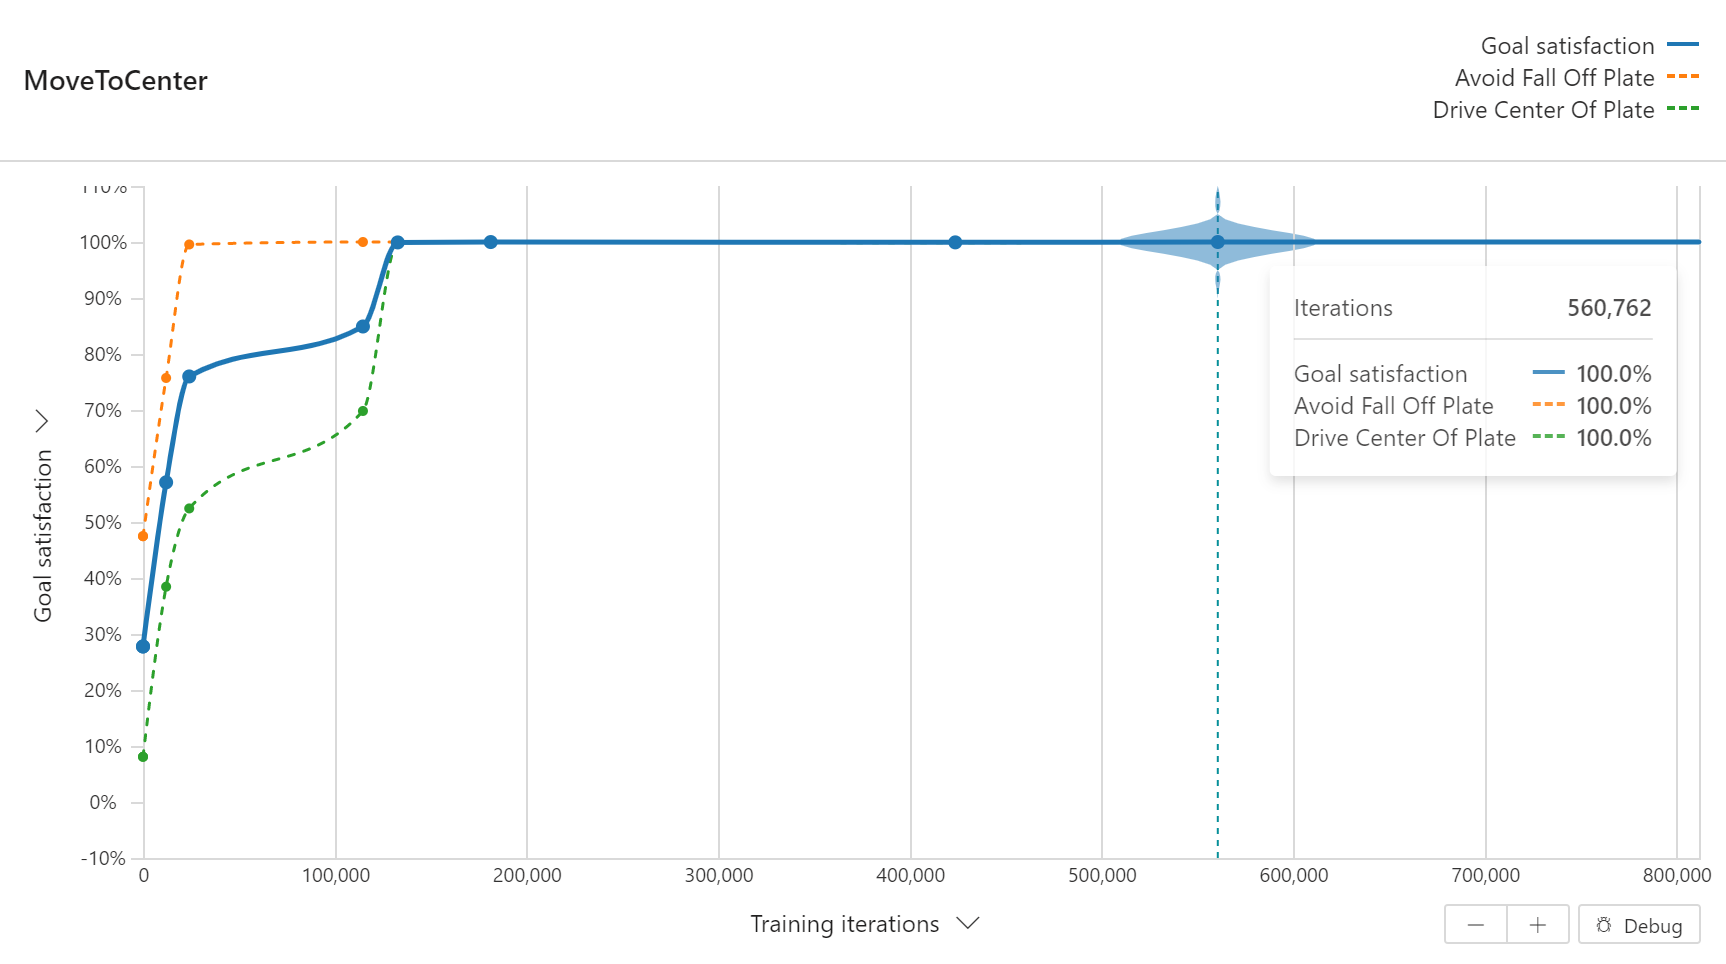 MoveToCenter
Goal satisfaction
Avoid Fall Off Plate
Drive Center Of Plate
110%
100%
90%
80%
70%
60%
50%
40%
30%
20%
10%
0%
-10%
Goal satisfaction
Iterations 560,762
Goal satisfaction 100.0%
Avoid Fall Off Plate 100.0%
Drive Center Of Plate 100.0%
0 100,000 200,000 300,000 400,000 500,000 600,000 700,000 800,000
Training iterations
Debug